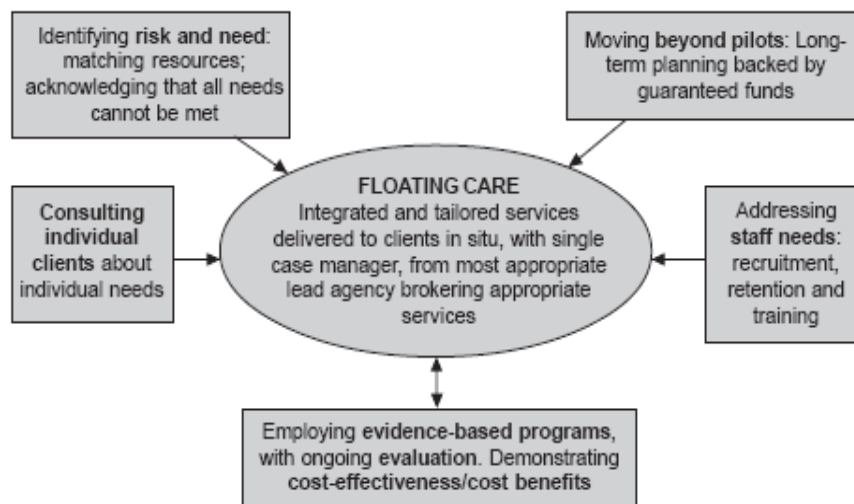 Identifying risk and need:
matching resources;
acknowledging that all needs
cannot be met
Moving beyond pilots: Long-
term planning backed by
guaranteed funds
FLOATING CARE
Integrated and tailored services
delivered to clients in situ, with single
case manager, from most appropriate
lead agency brokering appropriate
services
Consulting
individual
clients about
individual needs
Addressing
staff needs:
recruitment,
retention and
training
Employing evidence-based programs,
with ongoing evaluation. Demonstrating
cost-effectiveness/cost benefits